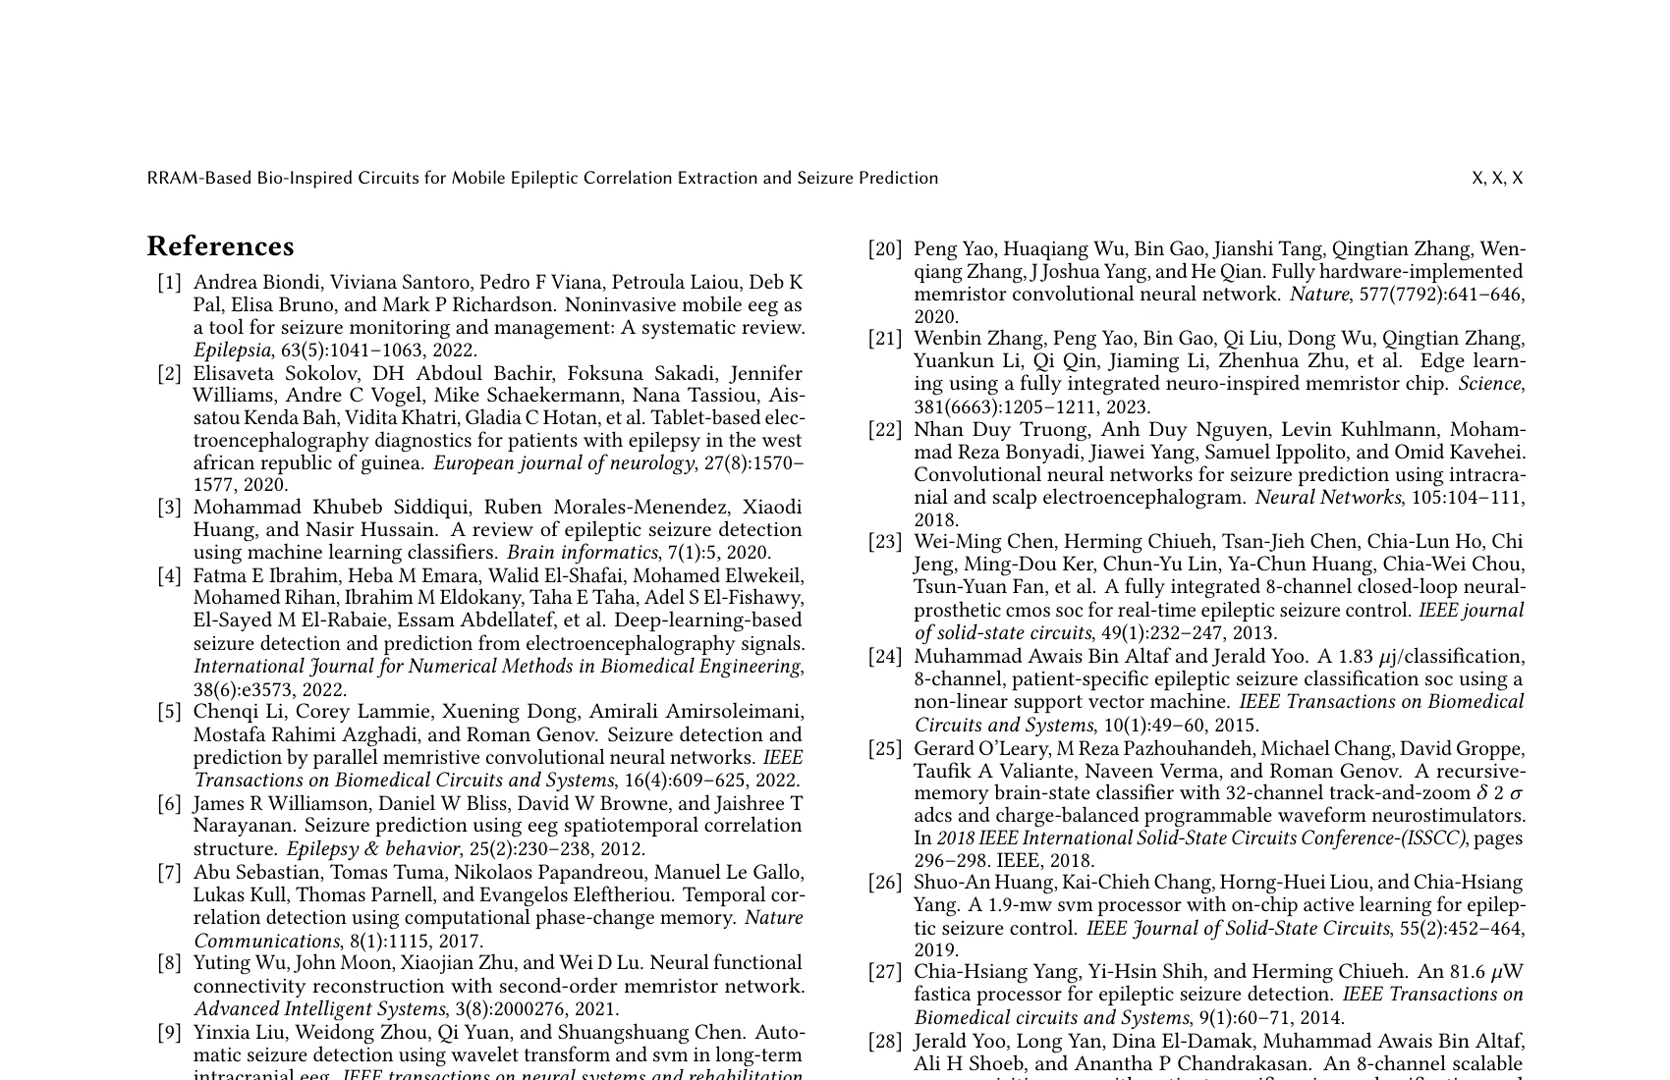 RRAM-Based Bio-Inspired Circuits for Mobile Epileptic Correlation Extraction and Seizure Prediction
X, X, X
References
[1] Andrea Biondi, Viviana Santoro, Pedro F Viana, Petroula Laiou, Deb K
Pal, Elisa Bruno, and Mark P Richardson. Noninvasive mobile eeg as
a tool for seizure monitoring and management: A systematic review.
Epilepsia, 63(5):1041–1063, 2022.
[2] Elisaveta Sokolov, DH Abdoul Bachir, Foksuna Sakadi, Jennifer
Williams, Andre C Vogel, Mike Schaekermann, Nana Tassiou, Ais-
satou Kenda Bah, Vidita Khatri, Gladia C Hotan, et al. Tablet-based elec-
troencephalography diagnostics for patients with epilepsy in the west
african republic of guinea. European journal of neurology, 27(8):1570–
1577, 2020.
[3] Mohammad Khubeb Siddiqui, Ruben Morales-Menendez, Xiaodi
Huang, and Nasir Hussain. A review of epileptic seizure detection
using machine learning classifiers. Brain informatics, 7(1):5, 2020.
[4] Fatma E Ibrahim, Heba M Emara, Walid El-Shafai, Mohamed Elwekeil,
Mohamed Rihan, Ibrahim M Eldokany, Taha E Taha, Adel S El-Fishawy,
El-Sayed M El-Rabaie, Essam Abdellatef, et al. Deep-learning-based
seizure detection and prediction from electroencephalography signals.
International Journal for Numerical Methods in Biomedical Engineering,
38(6):e3573, 2022.
[5] Chenqi Li, Corey Lammie, Xuening Dong, Amirali Amirsoleimani,
Mostafa Rahimi Azghadi, and Roman Genov. Seizure detection and
prediction by parallel memristive convolutional neural networks. IEEE
Transactions on Biomedical Circuits and Systems, 16(4):609–625, 2022.
[6] James R Williamson, Daniel W Bliss, David W Browne, and Jaishree T
Narayanan. Seizure prediction using eeg spatiotemporal correlation
structure. Epilepsy & behavior, 25(2):230–238, 2012.
[7] Abu Sebastian, Tomas Tuma, Nikolaos Papandreou, Manuel Le Gallo,
Lukas Kull, Thomas Parnell, and Evangelos Eleftheriou. Temporal cor-
relation detection using computational phase-change memory. Nature
Communications, 8(1):1115, 2017.
[8] Yuting Wu, John Moon, Xiaojian Zhu, and Wei D Lu. Neural functional
connectivity reconstruction with second-order memristor network.
Advanced Intelligent Systems, 3(8):2000276, 2021.
[9] Yinxia Liu, Weidong Zhou, Qi Yuan, and Shuangshuang Chen. Auto-
matic seizure detection using wavelet transform and svm in long-term
intracranial eeg. IEEE transactions on neural systems and rehabilitation
[20] Peng Yao, Huaqiang Wu, Bin Gao, Jianshi Tang, Qingtian Zhang, Wen-
qiang Zhang, J Joshua Yang, and He Qian. Fully hardware-implemented
memristor convolutional neural network. Nature, 577(7792):641–646,
2020.
[21] Wenbin Zhang, Peng Yao, Bin Gao, Qi Liu, Dong Wu, Qingtian Zhang,
Yuankun Li, Qi Qin, Jiaming Li, Zhenhua Zhu, et al. Edge learn-
ing using a fully integrated neuro-inspired memristor chip. Science,
381(6663):1205–1211, 2023.
[22] Nhan Duy Truong, Anh Duy Nguyen, Levin Kuhlmann, Moham-
mad Reza Bonyadi, Jiawei Yang, Samuel Ippolito, and Omid Kavehei.
Convolutional neural networks for seizure prediction using intracra-
nial and scalp electroencephalogram. Neural Networks, 105:104–111,
2018.
[23] Wei-Ming Chen, Herming Chiueh, Tsan-Jieh Chen, Chia-Lun Ho, Chi
Jeng, Ming-Dou Ker, Chun-Yu Lin, Ya-Chun Huang, Chia-Wei Chou,
Tsun-Yuan Fan, et al. A fully integrated 8-channel closed-loop neural-
prosthetic cmos soc for real-time epileptic seizure control. IEEE journal
of solid-state circuits, 49(1):232–247, 2013.
[24] Muhammad Awais Bin Altaf and Jerald Yoo. A 1.83 μj/classification,
8-channel, patient-specific epileptic seizure classification soc using a
non-linear support vector machine. IEEE Transactions on Biomedical
Circuits and Systems, 10(1):49–60, 2015.
[25] Gerard O'Leary, M Reza Pazhouhandeh, Michael Chang, David Groppe,
Taufik A Valiante, Naveen Verma, and Roman Genov. A recursive-
memory brain-state classifier with 32-channel track-and-zoom δ 2 σ
adcs and charge-balanced programmable waveform neurostimulators.
In 2018 IEEE International Solid-State Circuits Conference-(ISSCC), pages
296–298. IEEE, 2018.
[26] Shuo-An Huang, Kai-Chieh Chang, Horng-Huei Liou, and Chia-Hsiang
Yang. A 1.9-mw svm processor with on-chip active learning for epilep-
tic seizure control. IEEE Journal of Solid-State Circuits, 55(2):452–464,
2019.
[27] Chia-Hsiang Yang, Yi-Hsin Shih, and Herming Chiueh. An 81.6 μW
fastica processor for epileptic seizure detection. IEEE Transactions on
Biomedical circuits and Systems, 9(1):60–71, 2014.
[28] Jerald Yoo, Long Yan, Dina El-Damak, Muhammad Awais Bin Altaf,
Ali H Shoeb, and Anantha P Chandrakasan. An 8-channel scalable